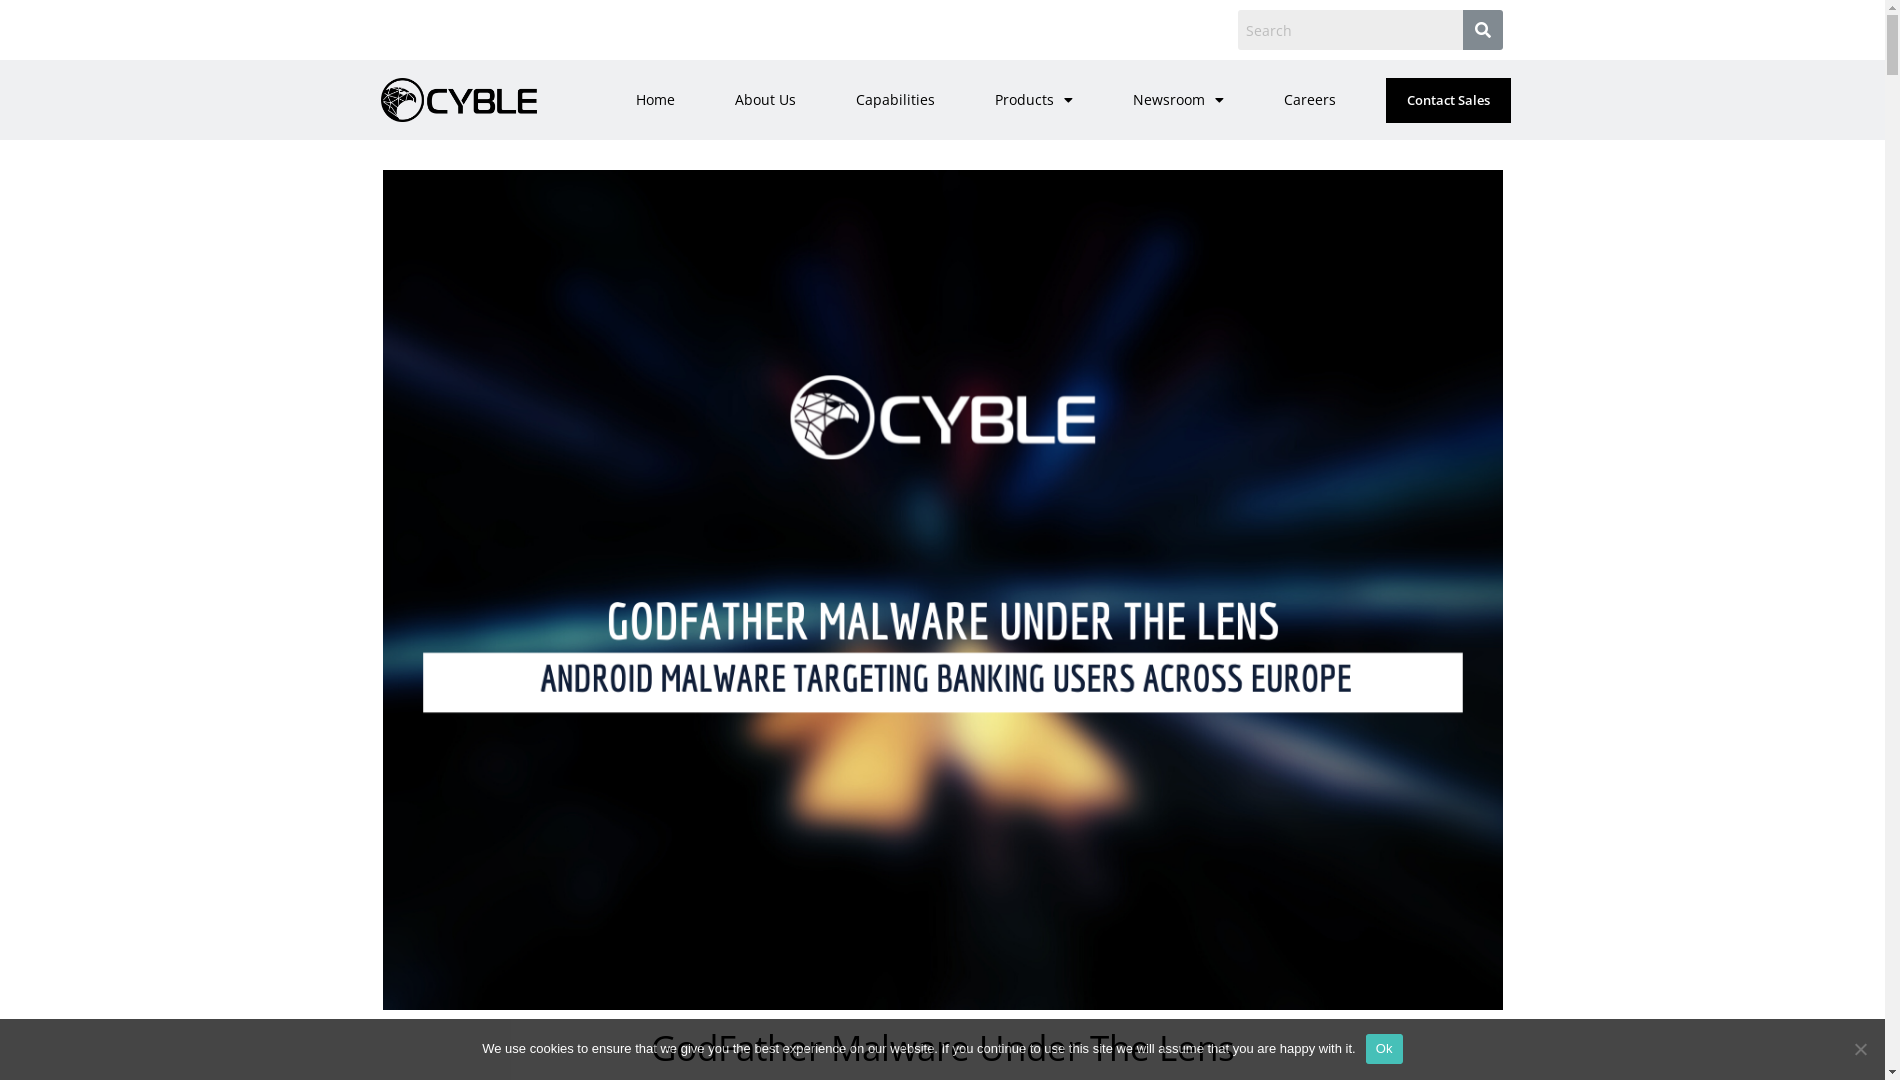 Search
CYBLE
Home
About Us
Capabilities
Products
Newsroom
Careers
Contact Sales
CYBLE
GODFATHER MALWARE UNDER THE LENS
ANDROID MALWARE TARGETING BANKING USERS ACROSS EUROPE
GodFather Malware Under The Lens
We use cookies to ensure that we give you the best experience on our website. If you continue to use this site we will assume that you are happy with it.
Ok